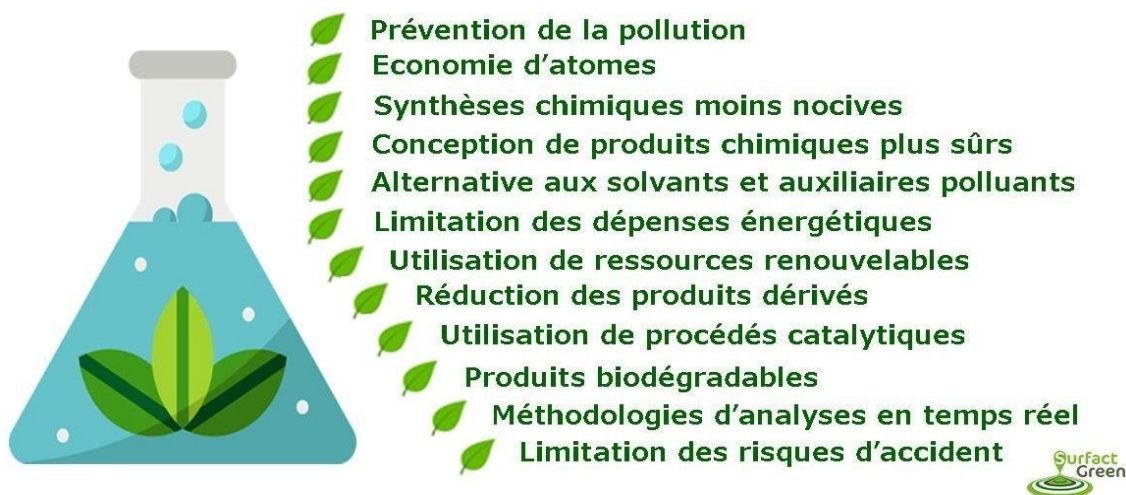 Prévention de la pollution
Economie d’atomes
Synthèses chimiques moins nocives
Conception de produits chimiques plus sûrs
Alternative aux solvants et auxiliaires polluants
Limitation des dépenses énergétiques
Utilisation de ressources renouvelables
Réduction des produits dérivés
Utilisation de procédés catalytiques
Produits biodégradables
Méthodologies d’analyses en temps réel
Limitation des risques d’accident
Surfact
Green